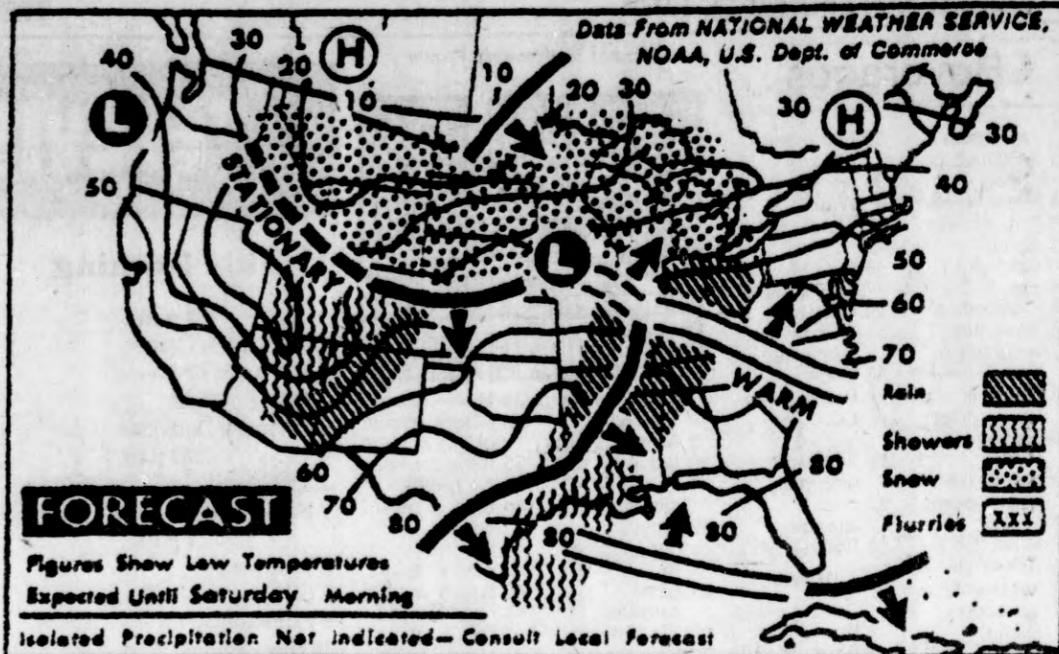 Data From NATIONAL WEATHER SERVICE,
NOAA, U.S. Dept. of Commerce
40
30
20
H
10
10
20
30
30
H
30
L
50
STATIONARY
40
L
50
60
70
WARM
Rain
Showers
Snow
Flurries XXX
60
70
80
80
80
80
FORECAST
Figures Show Low Temperatures
Expected Until Saturday Morning
Isolated Precipitation Not Indicated— Consult Local Forecast